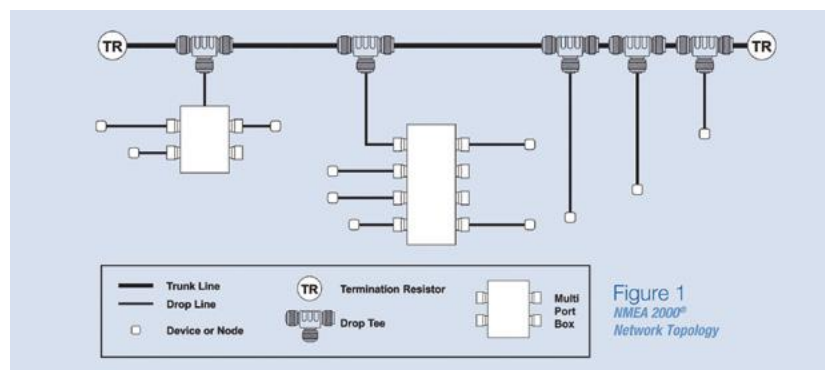 TR
TR
Trunk Line
Drop Line
Device or Node
TR
Termination Resistor
Drop Tee
Multi
Port
Box
Figure 1
NMEA 2000®
Network Topology